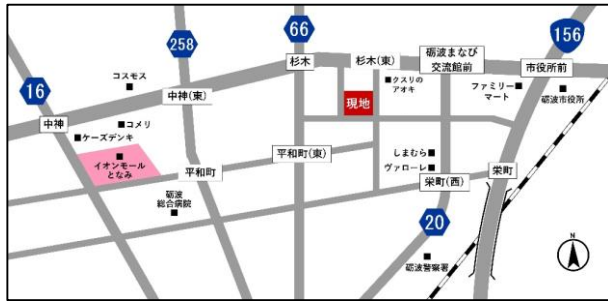 66
156
258
16
杉木
杉木(東)
砺波まなび
交流館前
市役所前
コスモス
クスリの
アオキ
中神(東)
現地
ファミリー
マート
砺波市役所
中神
コメリ
ケーズデンキ
イオンモール
となみ
平和町(東)
しまむら
ヴァローレ
平和町
栄町
栄町(西)
砺波
総合病院
20
砺波警察署
N